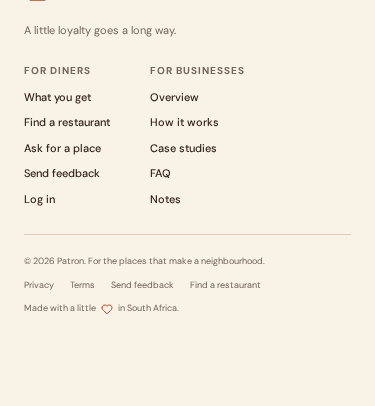 A little loyalty goes a long way.
FOR DINERS
What you get
Find a restaurant
Ask for a place
Send feedback
Log in
FOR BUSINESSES
Overview
How it works
Case studies
FAQ
Notes
© 2026 Patron. For the places that make a neighbourhood.
Privacy Terms Send feedback Find a restaurant
Made with a little in South Africa.